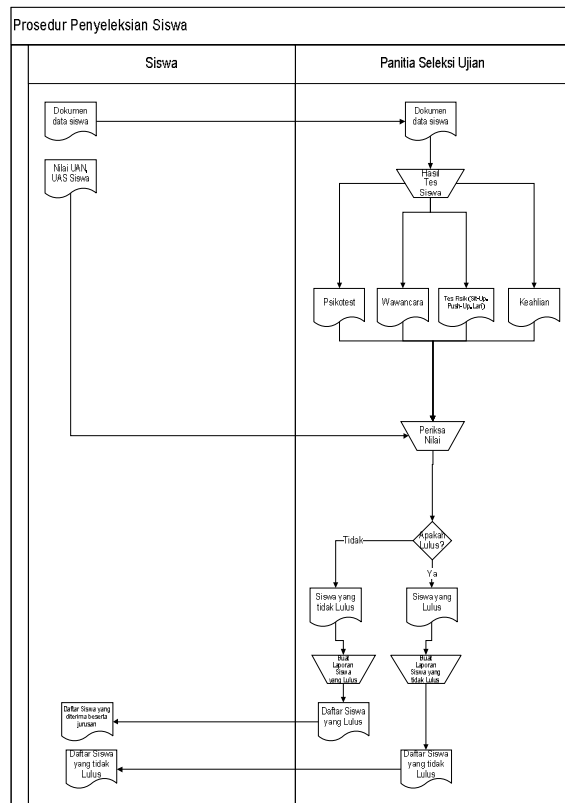 Prosedur Penyeleksian Siswa
Siswa
Panitia Seleksi Ujian
Dokumen
data siswa
Dokumen
data siswa
Nilai UAN,
UAS Siswa
Hasil
Tes
Siswa
Psikotest
Wawancara
Tes Fisik (Sit-Up,
Push-Up, Lari)
Keahlian
Periksa
Nilai
Apakah
Lulus?
Tidak
Ya
Siswa yang
tidak Lulus
Siswa yang
Lulus
Buat
Laporan
Siswa
yang Lulus
Buat
Laporan
Siswa yang
tidak Lulus
Daftar Siswa yang
diterima beserta
jurusan
Daftar Siswa
yang Lulus
Daftar Siswa
yang tidak
Lulus
Daftar Siswa
yang tidak
Lulus